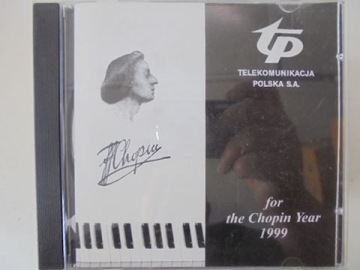 tp
TELEKOMUNIKACJA
POLSKA S.A.
FChopin
for
the Chopin Year
1999